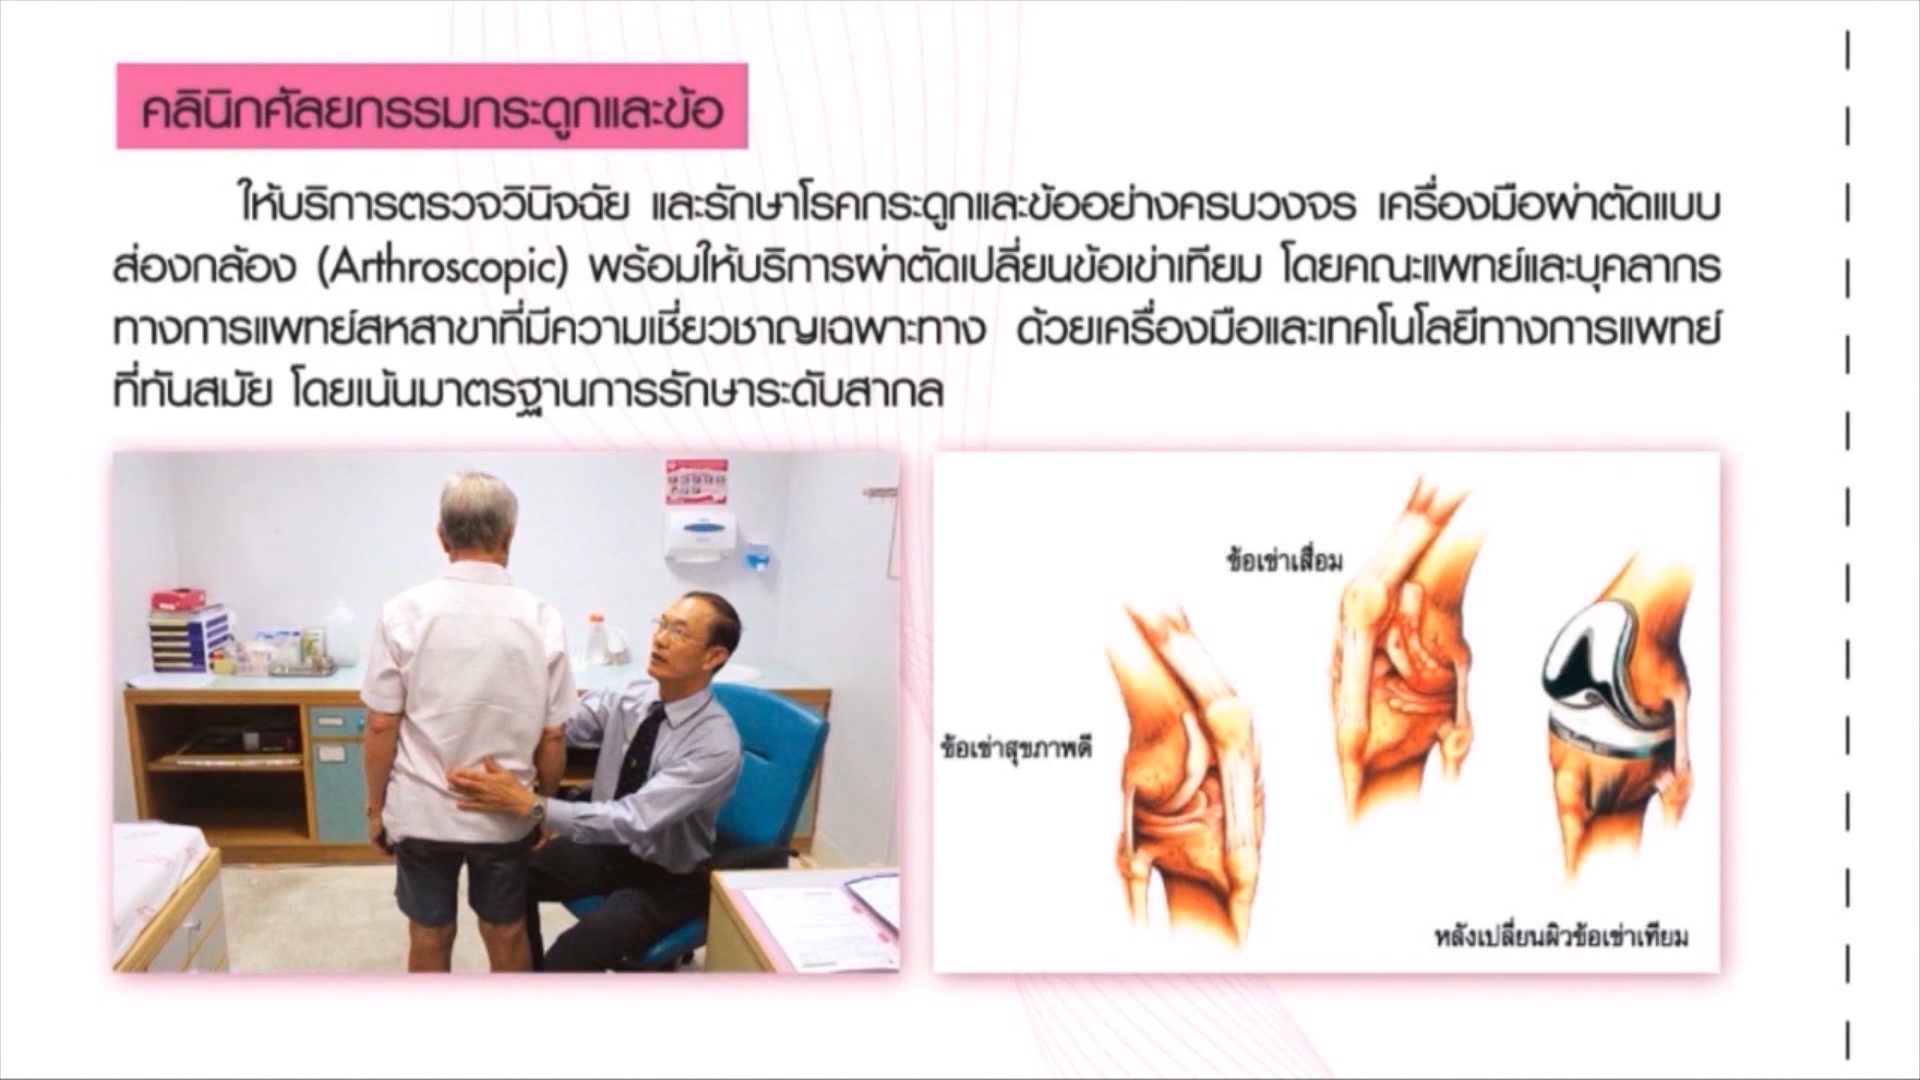 คลินิกศัลยกรรมกระดูกและข้อ
ให้บริการตรวจวินิจฉัย และรักษาโรคกระดูกและข้ออย่างครบวงจร เครื่องมือผ่าตัดแบบ
ส่องกล้อง (Arthroscopic) พร้อมให้บริการผ่าตัดเปลี่ยนข้อเข่าเทียม โดยคณะแพทย์และบุคลากร
ทางการแพทย์สหสาขาที่มีความเชี่ยวชาญเฉพาะทาง ด้วยเครื่องมือและเทคโนโลยีทางการแพทย์
ที่ทันสมัย โดยเน้นมาตรฐานการรักษาระดับสากล
ข้อเข่าเสื่อม
ข้อเข่าสุขภาพดี
หลังเปลี่ยนผิวข้อเข่าเทียม